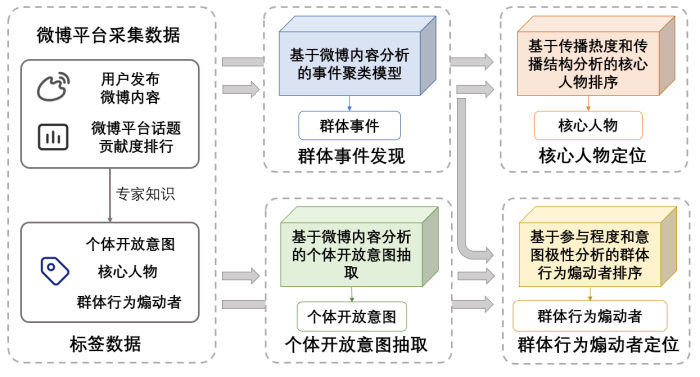 微博平台采集数据
用户发布
微博内容
微博平台话题
贡献度排行
专家知识
个体开放意图
核心人物
群体行为煽动者
标签数据
基于微博内容分析
的事件聚类模型
群体事件
群体事件发现
基于传播热度和传
播结构分析的核心
人物排序
核心人物
核心人物定位
基于微博内容分析
的个体开放意图抽
取
个体开放意图
个体开放意图抽取
基于参与程度和意
图极性分析的群体
行为煽动者排序
群体行为煽动者
群体行为煽动者定位